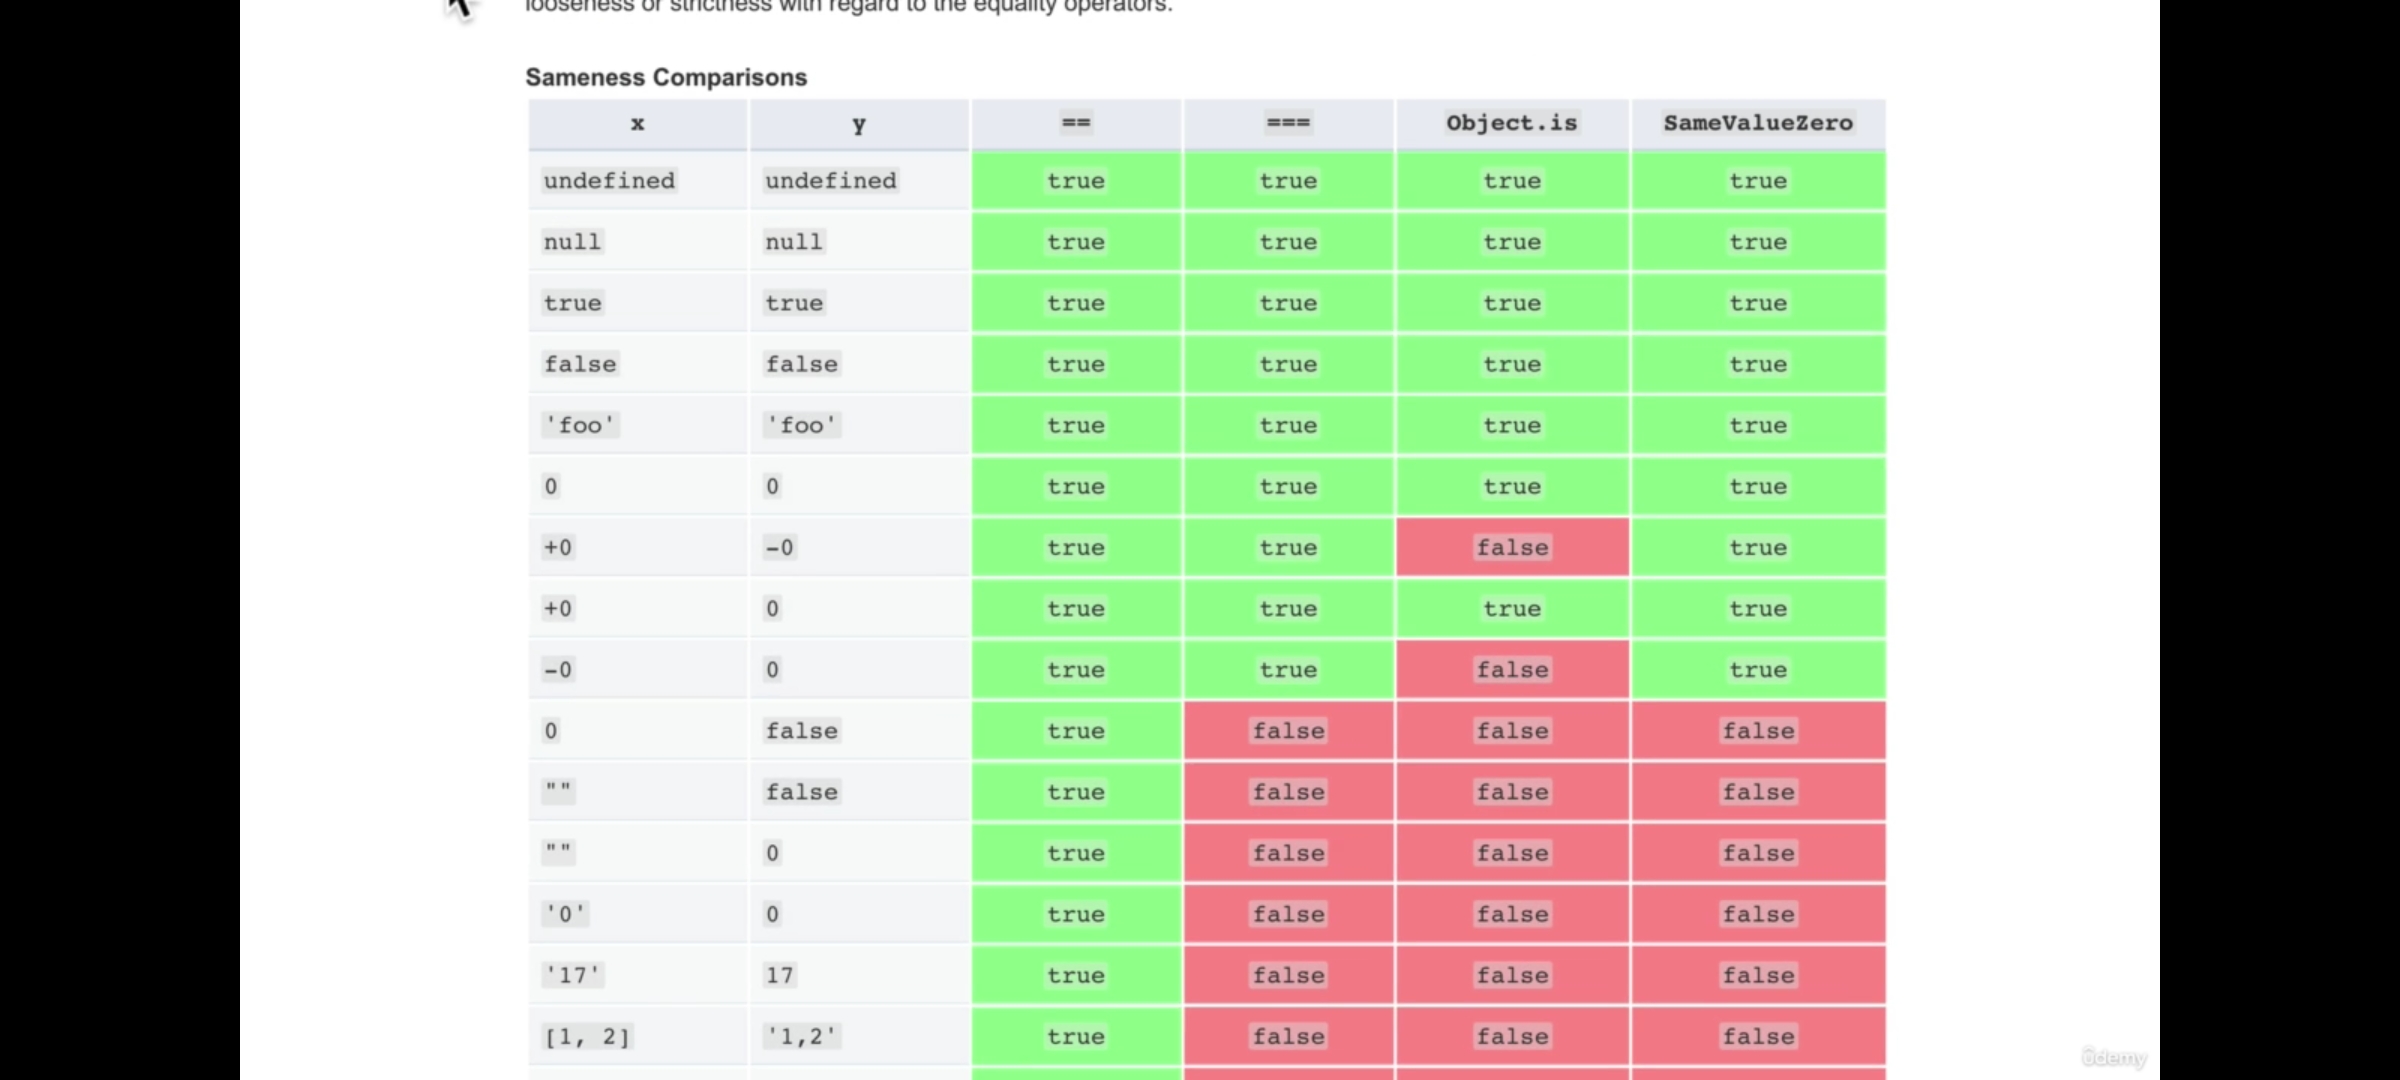 looseness or strictness with regard to the equality operators.
Sameness Comparisons
x y == === Object.is SameValueZero
undefined undefined true true true true
null null true true true true
true true true true true true
false false true true true true
'foo' 'foo' true true true true
0 0 true true true true
+0 -0 true true false true
+0 0 true true true true
-0 0 true true false true
0 false true false false false
"" false true false false false
"" 0 true false false false
'0' 0 true false false false
'17' 17 true false false false
[1, 2] '1,2' true false false false
ûdemy